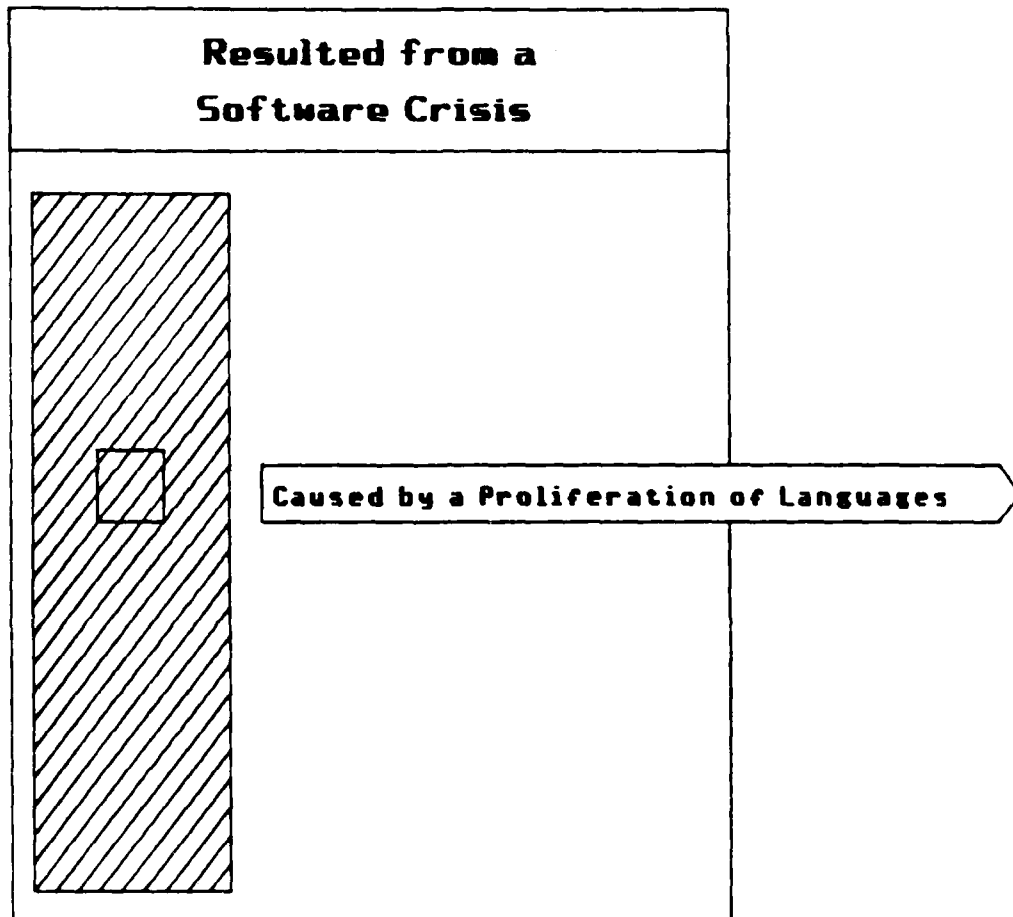 Resulted from a
Software Crisis
Caused by a Proliferation of Languages